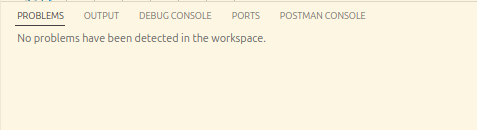 PROBLEMS OUTPUT DEBUG CONSOLE PORTS POSTMAN CONSOLE
No problems have been detected in the workspace.